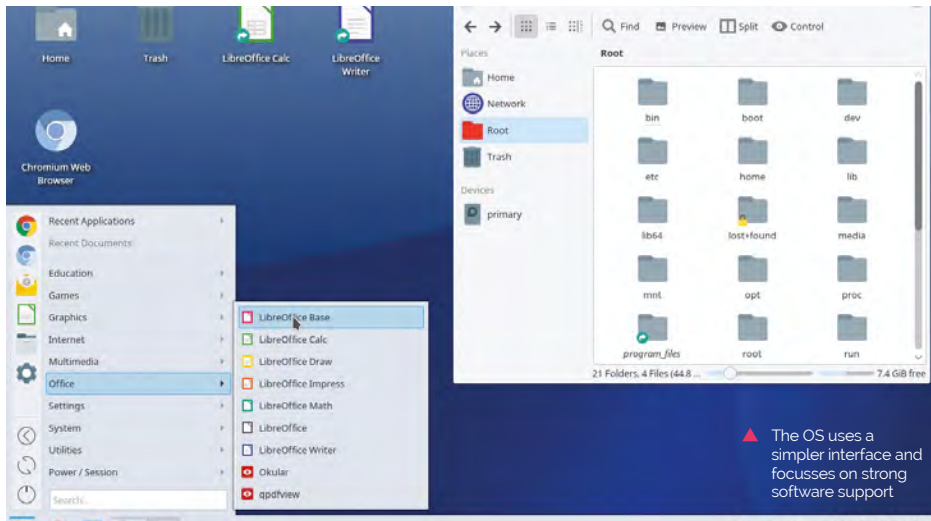 Home
Trash
LibreOffice Calc
LibreOffice
Writer
Chromium Web
Browser
Recent Applications
Recent Documents
Education
Games
Graphics
Internet
Multimedia
Office
Settings
System
Utilities
Power / Session
Search...
LibreOffice Base
LibreOffice Calc
LibreOffice Draw
LibreOffice Impress
LibreOffice Math
LibreOffice
LibreOffice Writer
Okular
qpdfview
Find
Preview
Split
Control
Places
Home
Network
Root
Trash
Devices
primary
Root
bin
boot
dev
etc
home
lib
lib64
lost+found
media
mnt
opt
proc
program_files
root
run
21 Folders, 4 Files (44.8 ...
7.4 GiB free
The OS uses a
simpler interface and
focusses on strong
software support